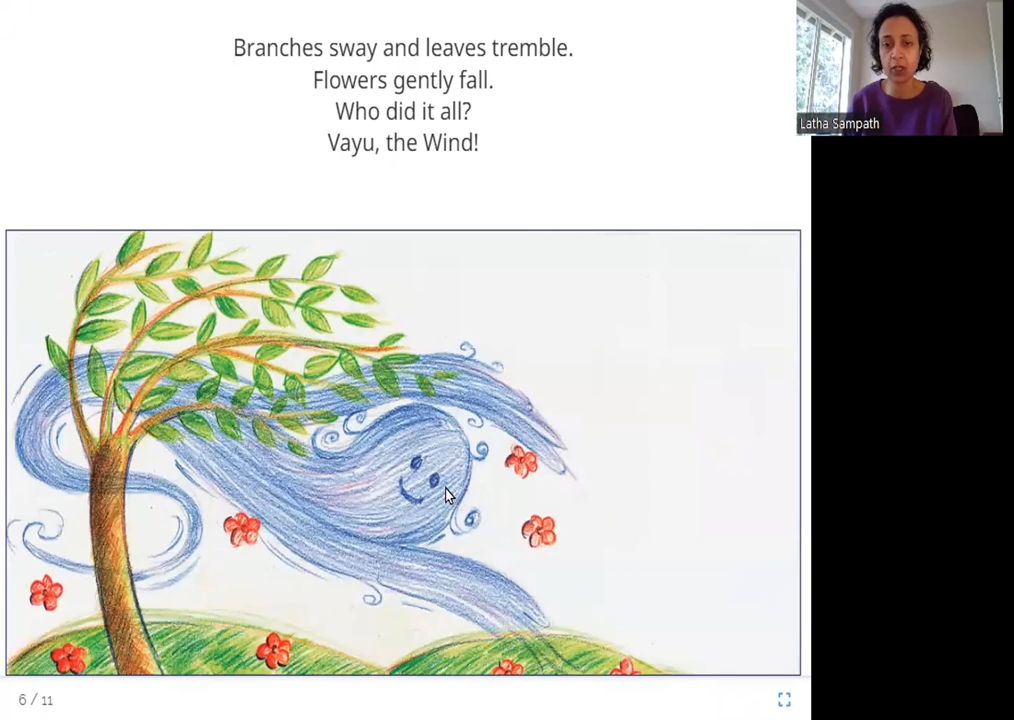 Branches sway and leaves tremble.
Flowers gently fall.
Who did it all?
Vayu, the Wind!
Latha Sampath
6 / 11